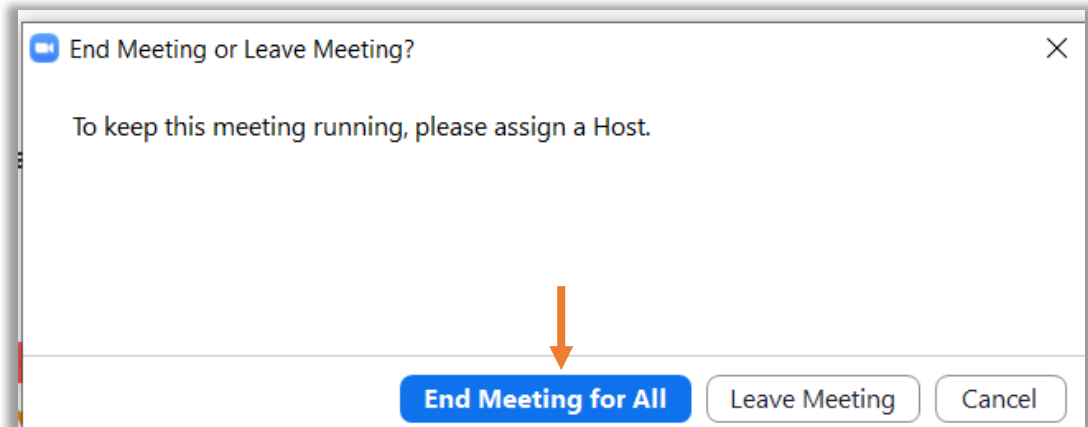 End Meeting or Leave Meeting?
To keep this meeting running, please assign a Host.
End Meeting for All
Leave Meeting
Cancel